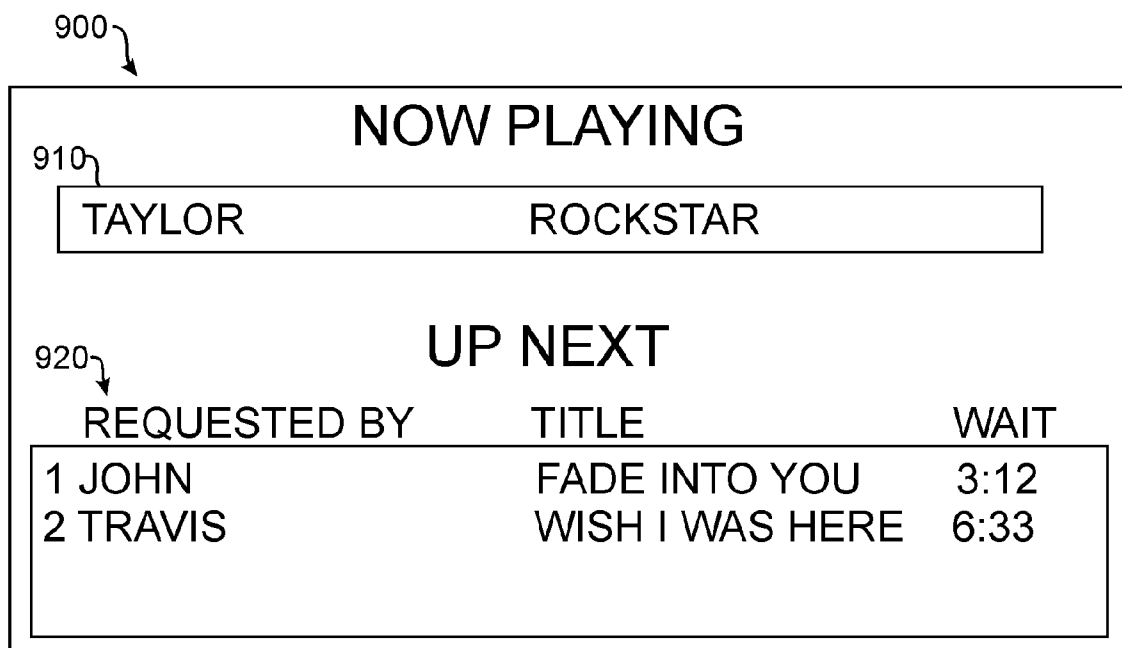 900
NOW PLAYING
910
TAYLOR ROCKSTAR
UP NEXT
920
REQUESTED BY TITLE WAIT
1 JOHN FADE INTO YOU 3:12
2 TRAVIS WISH I WAS HERE 6:33